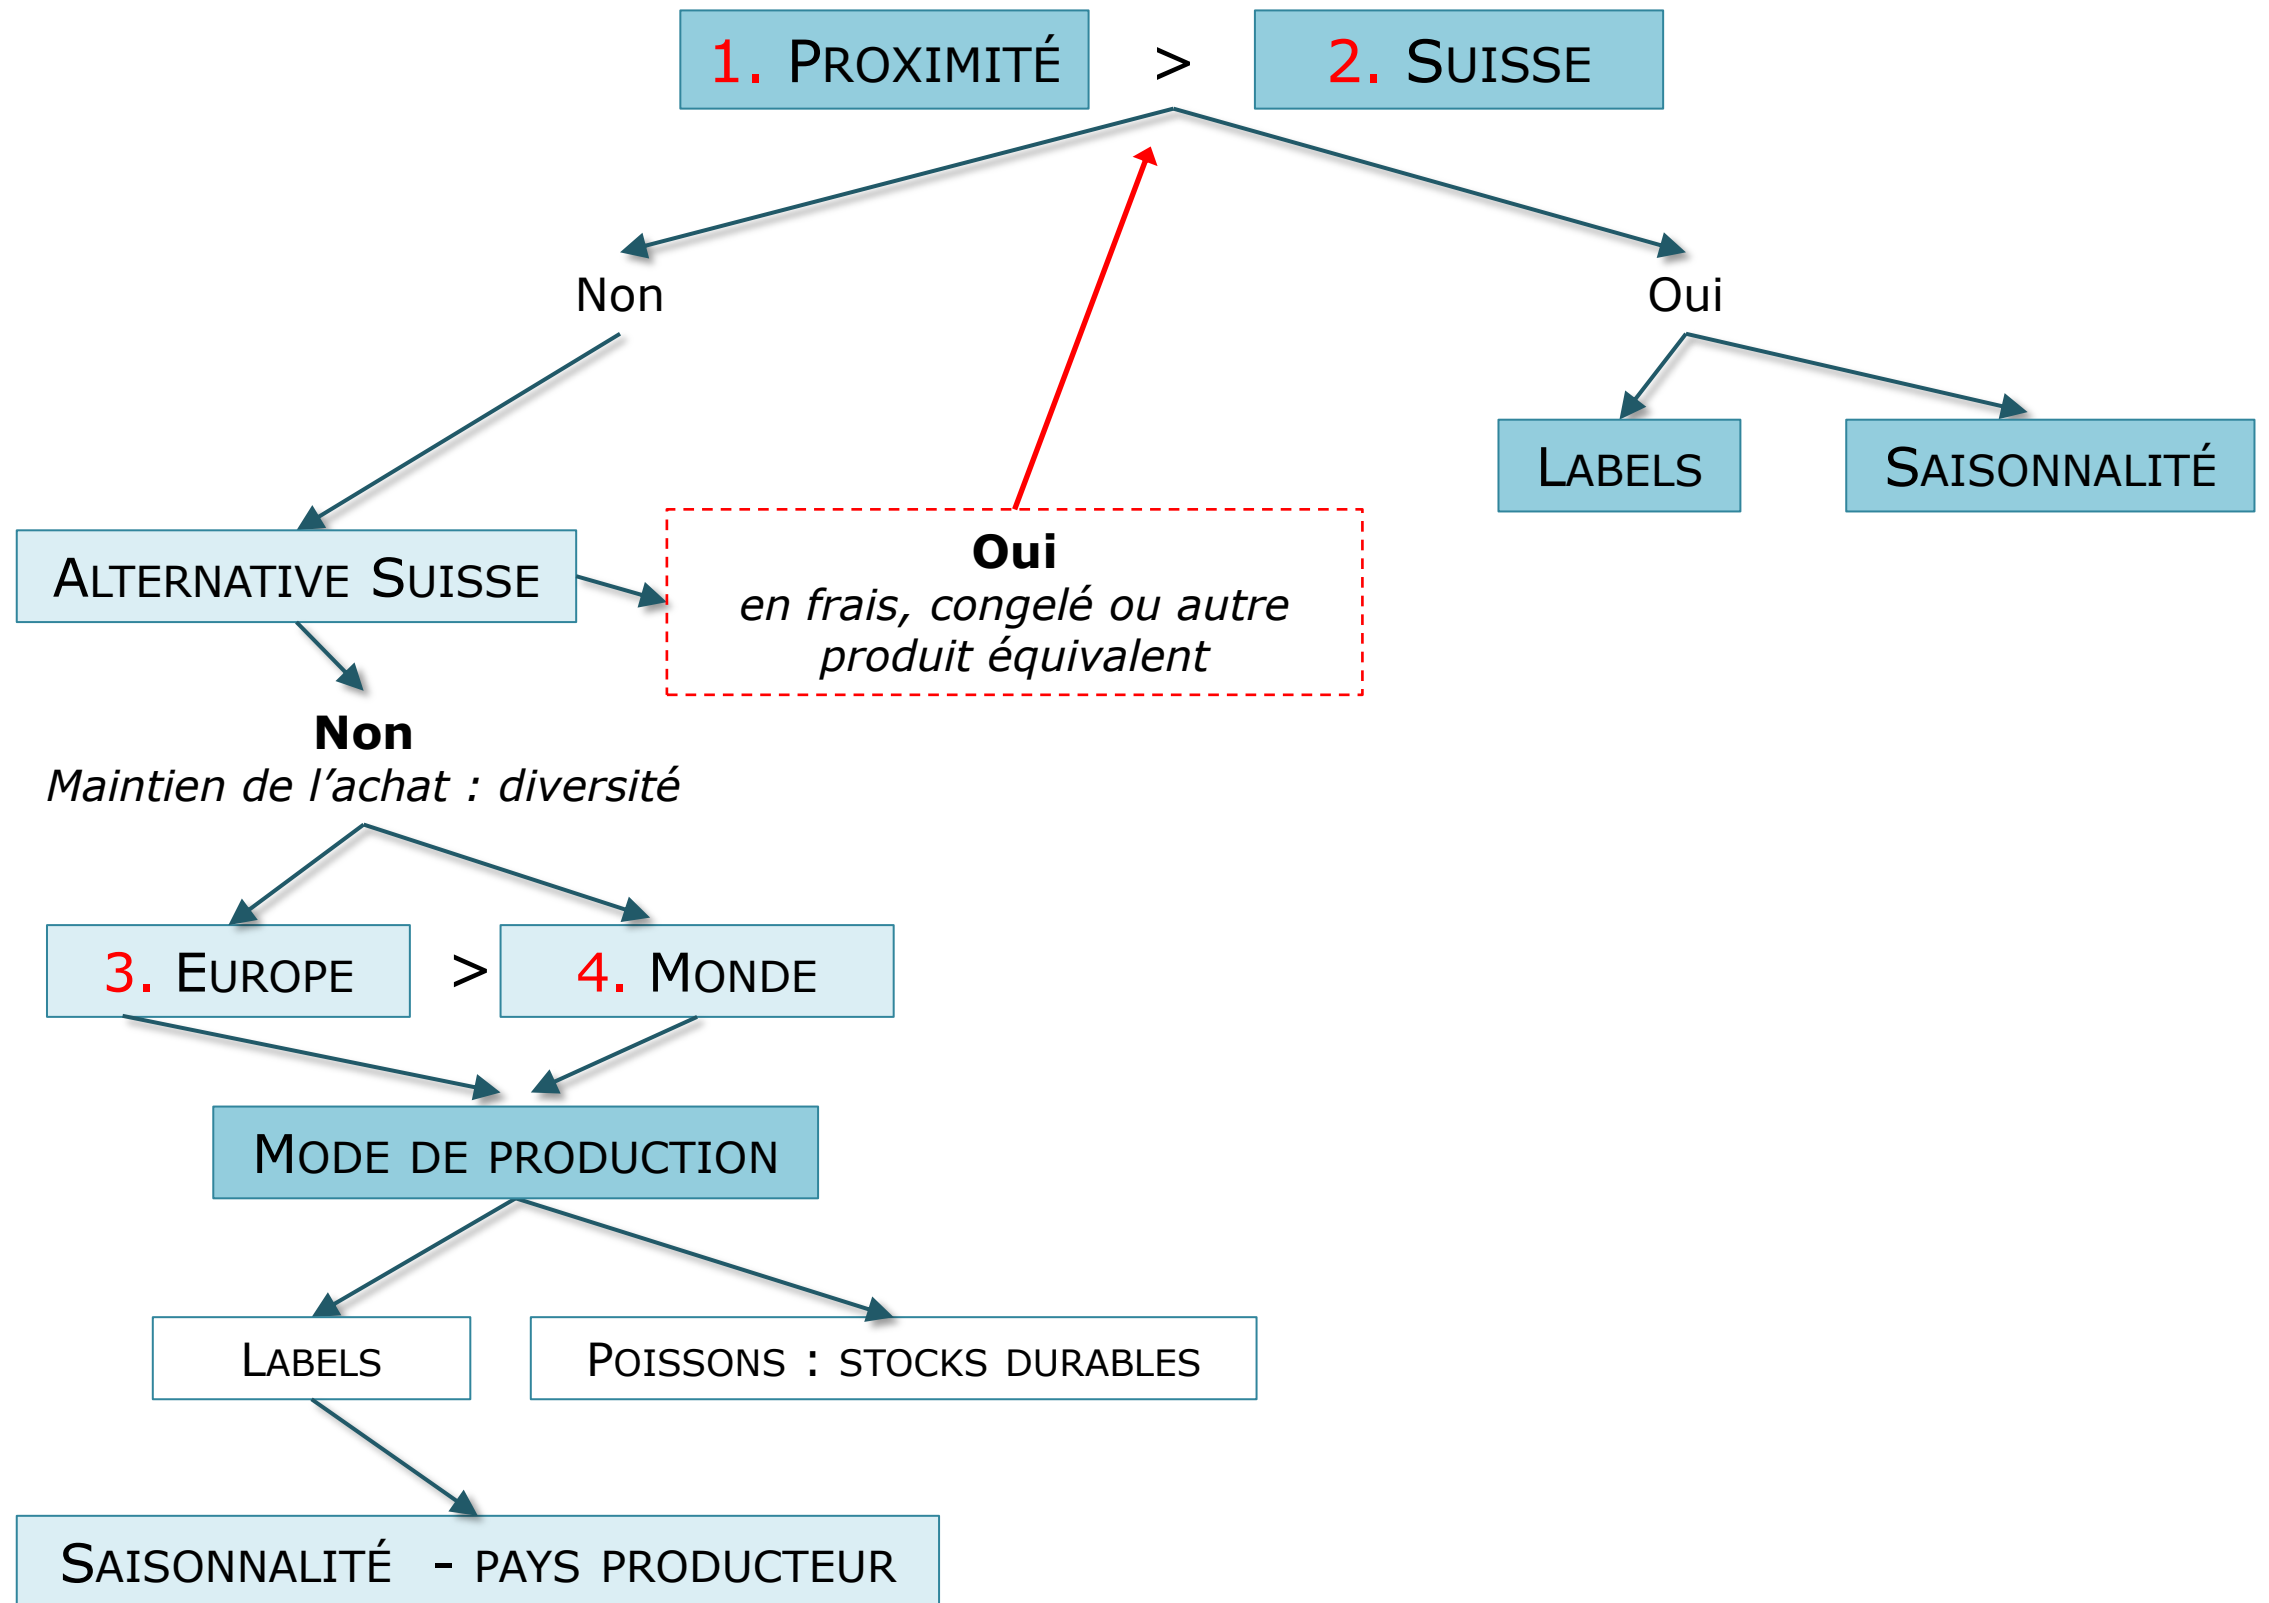 1. PROXIMITÉ > 2. SUISSE
Non
Oui
LABELS
SAISONNALITÉ
ALTERNATIVE SUISSE
Oui
en frais, congelé ou autre
produit équivalent
Non
Maintien de l’achat : diversité
3. EUROPE > 4. MONDE
MODE DE PRODUCTION
LABELS
POISSONS : STOCKS DURABLES
SAISONNALITÉ - PAYS PRODUCTEUR